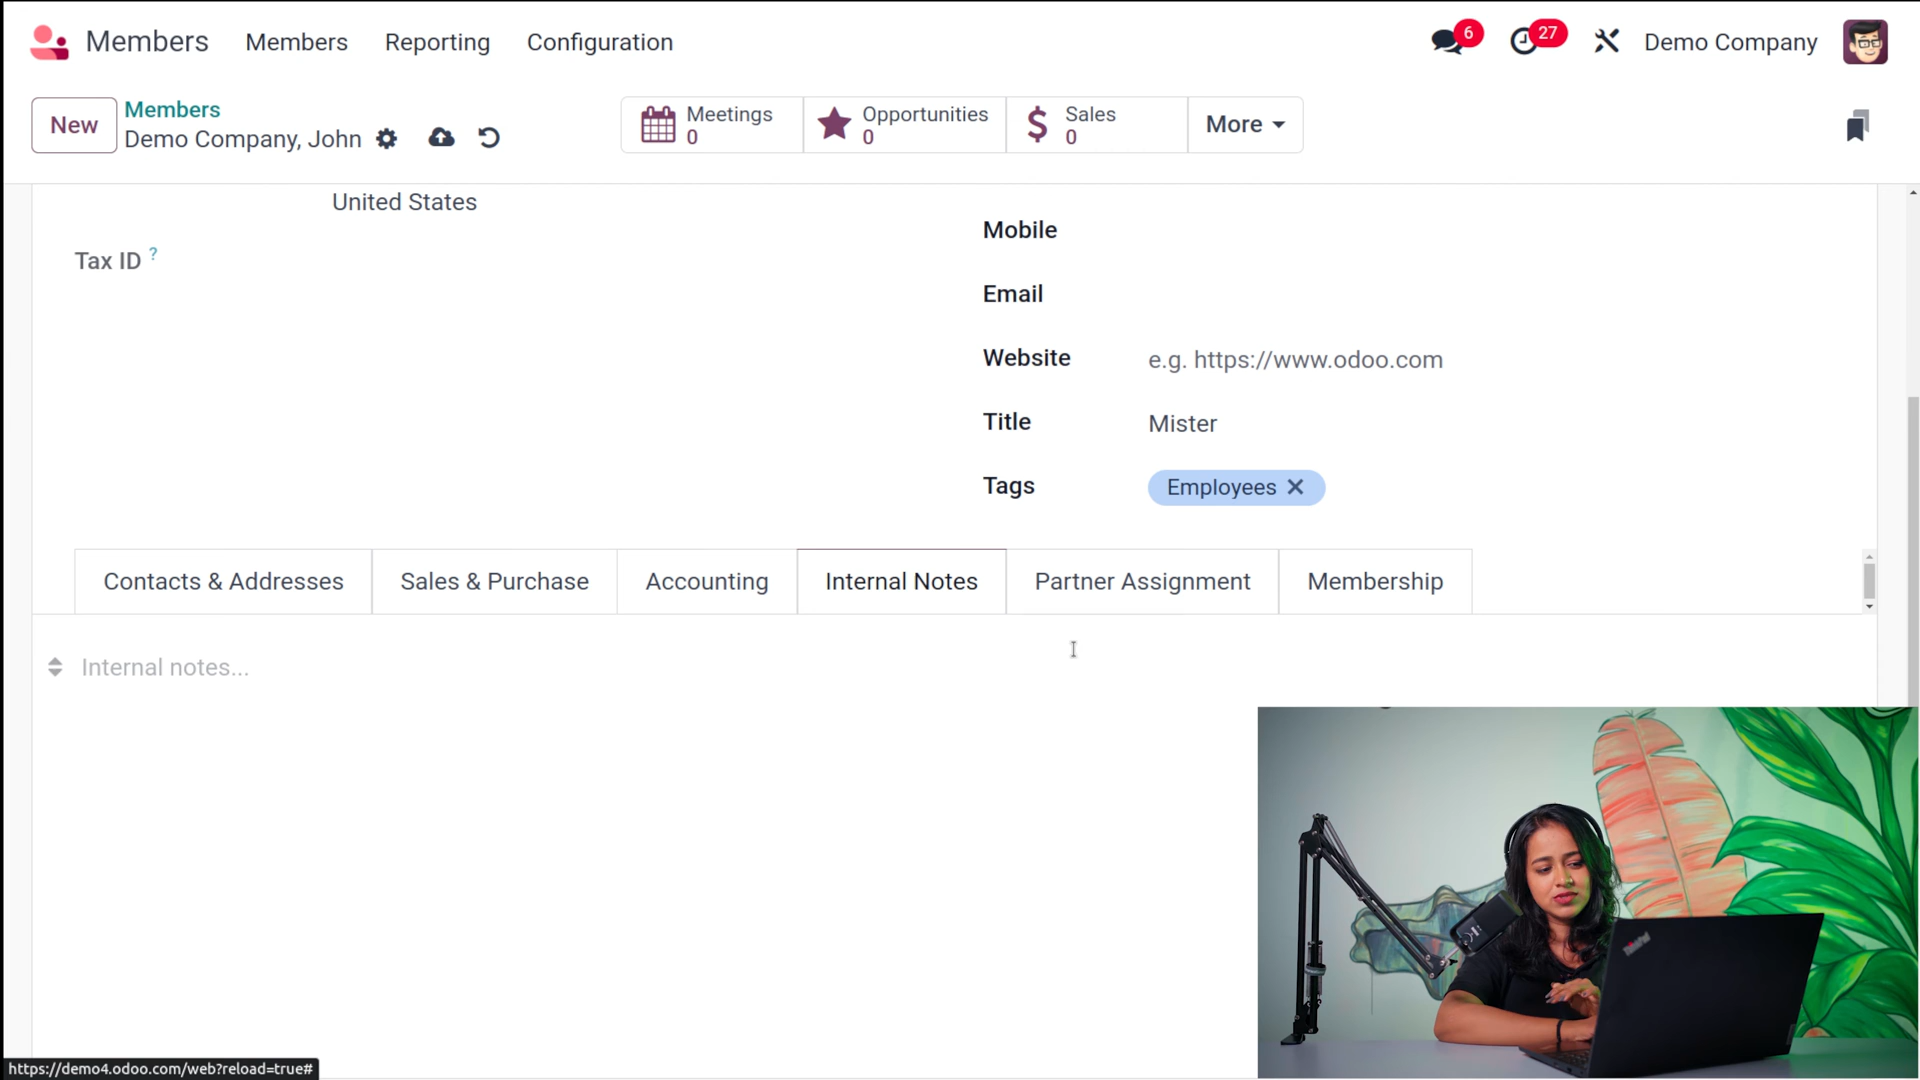 Members Members Reporting Configuration 6 27 Demo Company
New Members Demo Company, John Meetings 0 Opportunities 0 Sales 0 More
United States
Tax ID ?
Mobile
Email
Website e.g. https://www.odoo.com
Title Mister
Tags Employees
Contacts & Addresses Sales & Purchase Accounting Internal Notes Partner Assignment Membership
Internal notes...
ThinkPad
https://demo4.odoo.com/web?reload=true#